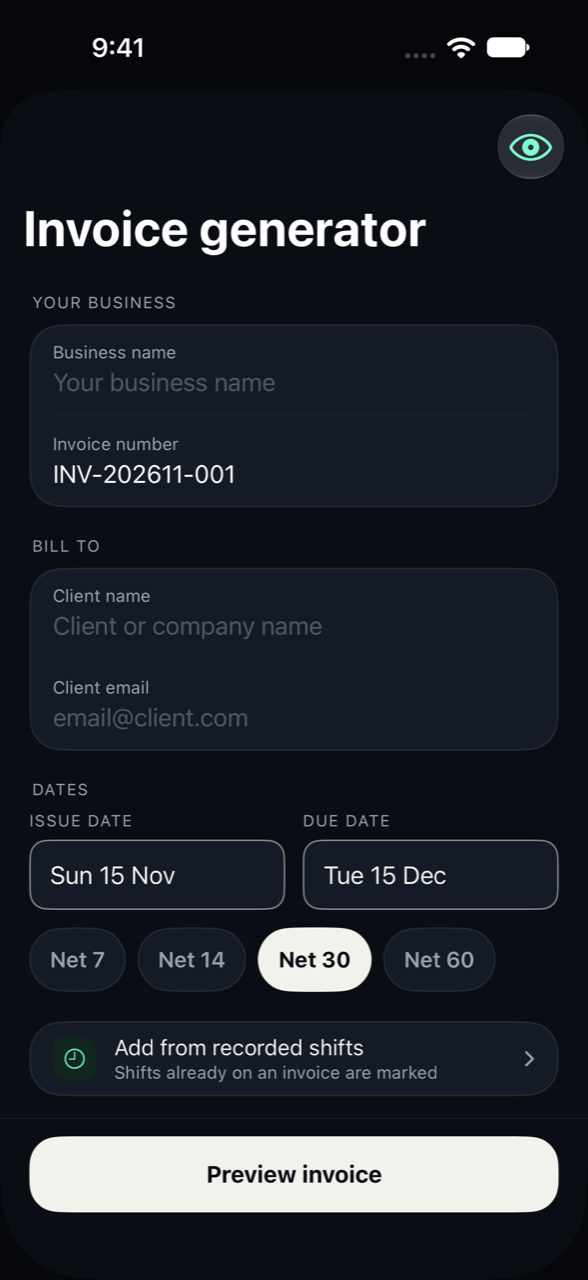 9:41
Invoice generator
YOUR BUSINESS
Business name
Your business name
Invoice number
INV-202611-001
BILL TO
Client name
Client or company name
Client email
email@client.com
DATES
ISSUE DATE
DUE DATE
Sun 15 Nov
Tue 15 Dec
Net 7
Net 14
Net 30
Net 60
Add from recorded shifts
Shifts already on an invoice are marked
Preview invoice